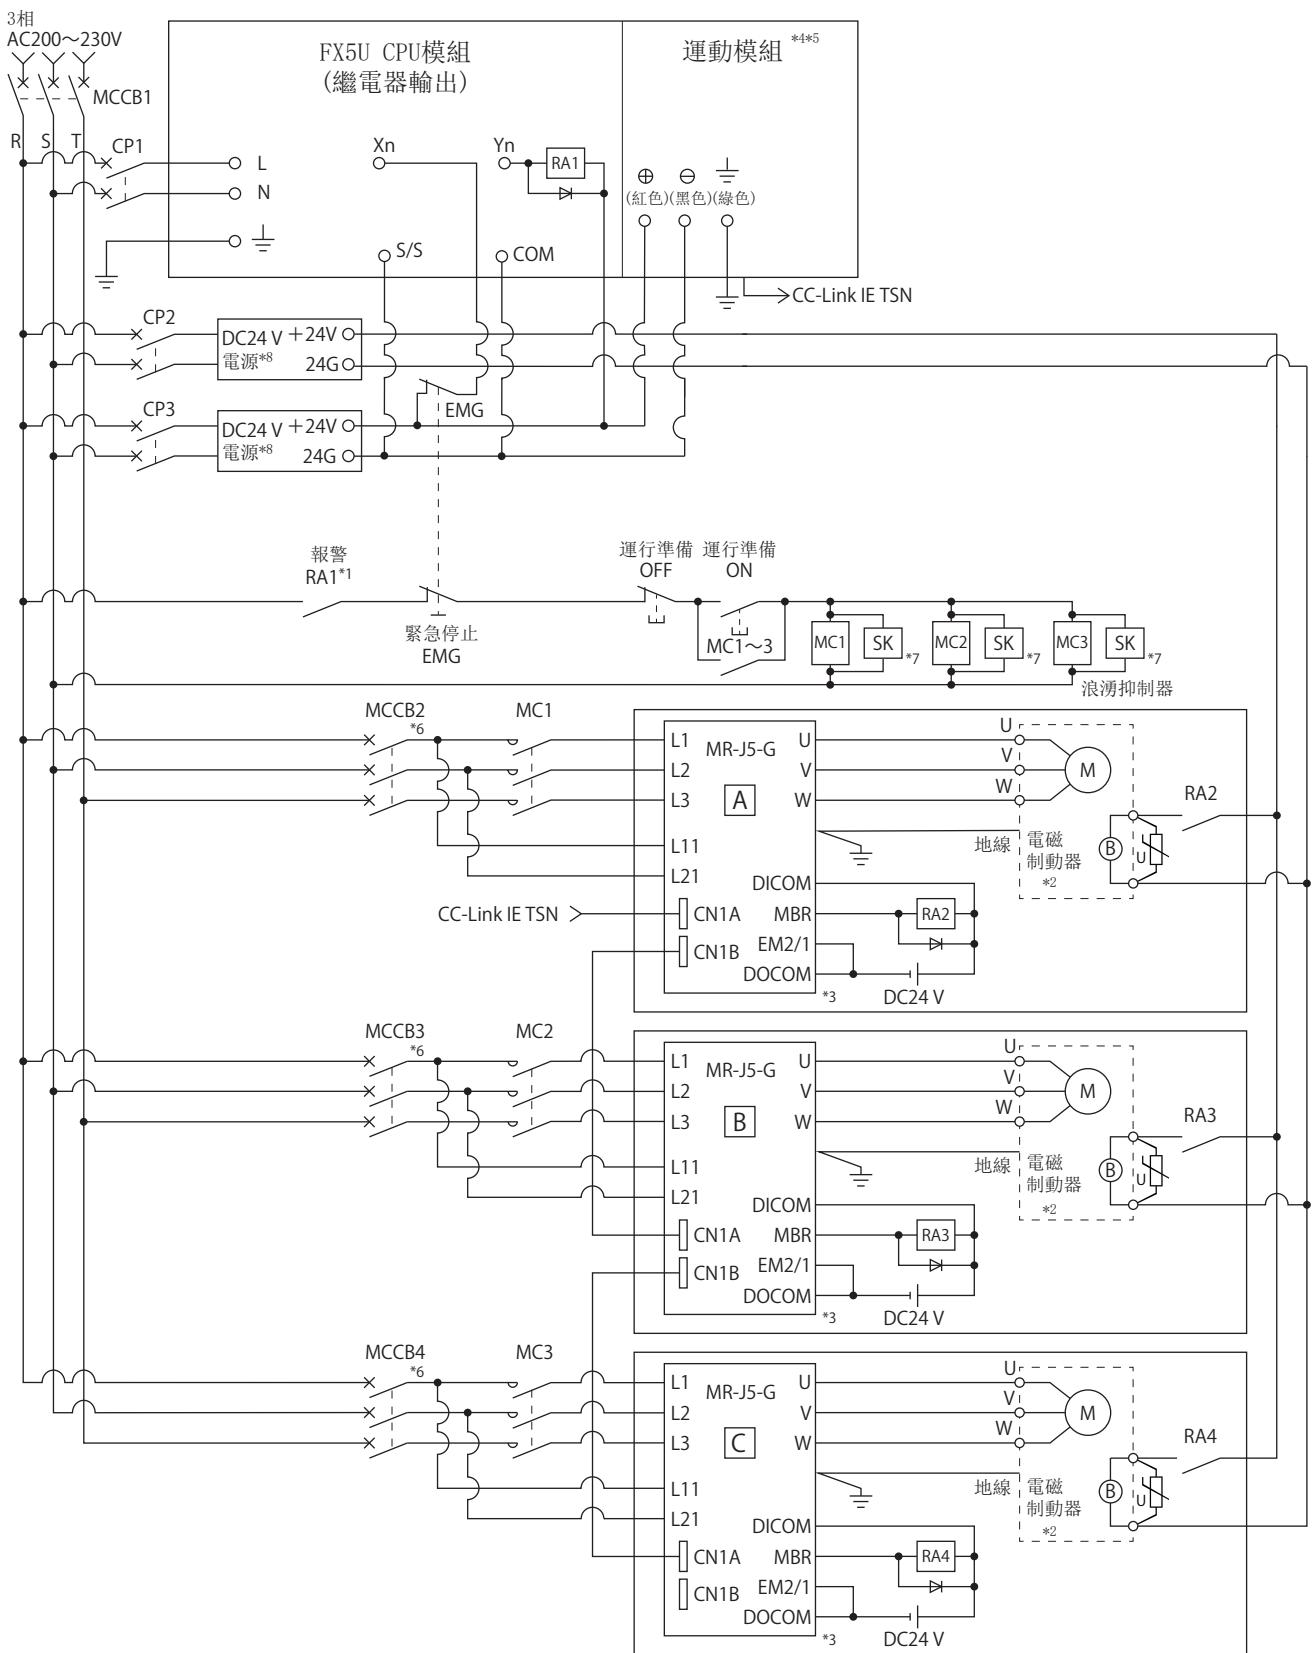 3相
AC200～230V
MCCB1
R S T
FX5U CPU模組
(繼電器輸出)
運動模組 *4*5
CP1
L
N
Xn
Yn
RA1
(紅色)(黑色)(綠色)
S/S
COM
CC-Link IE TSN
CP2
DC24 V +24V
電源*8 24G
EMG
CP3
DC24 V +24V
電源*8 24G
報警
RA1*1
緊急停止
EMG
運行準備
OFF
運行準備
ON
MC1～3
MC1 SK *7
MC2 SK *7
MC3 SK *7
浪湧抑制器
MCCB2
*6
MC1
L1
L2
L3
L11
L21
CN1A
CN1B
MR-J5-G
A
U
V
W
DICOM
MBR
EM2/1
DOCOM
*3
CC-Link IE TSN
RA2
DC24 V
地線
U
V
W
M
電磁
制動器
*2
B
U
RA2
MCCB3
*6
MC2
L1
L2
L3
L11
L21
CN1A
CN1B
MR-J5-G
B
U
V
W
DICOM
MBR
EM2/1
DOCOM
*3
RA3
DC24 V
地線
U
V
W
M
電磁
制動器
*2
B
U
RA3
MCCB4
*6
MC3
L1
L2
L3
L11
L21
CN1A
CN1B
MR-J5-G
C
U
V
W
DICOM
MBR
EM2/1
DOCOM
*3
RA4
DC24 V
地線
U
V
W
M
電磁
制動器
*2
B
U
RA4